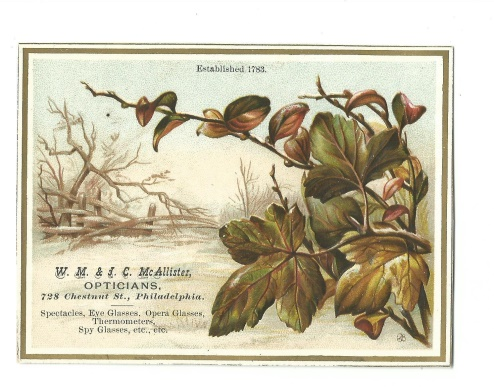 Established 1783.
W. M. & J. C. McAllister,
OPTICIANS,
728 Chestnut St., Philadelphia.
Spectacles, Eye Glasses, Opera Glasses,
Thermometers,
Spy Glasses, etc., etc.